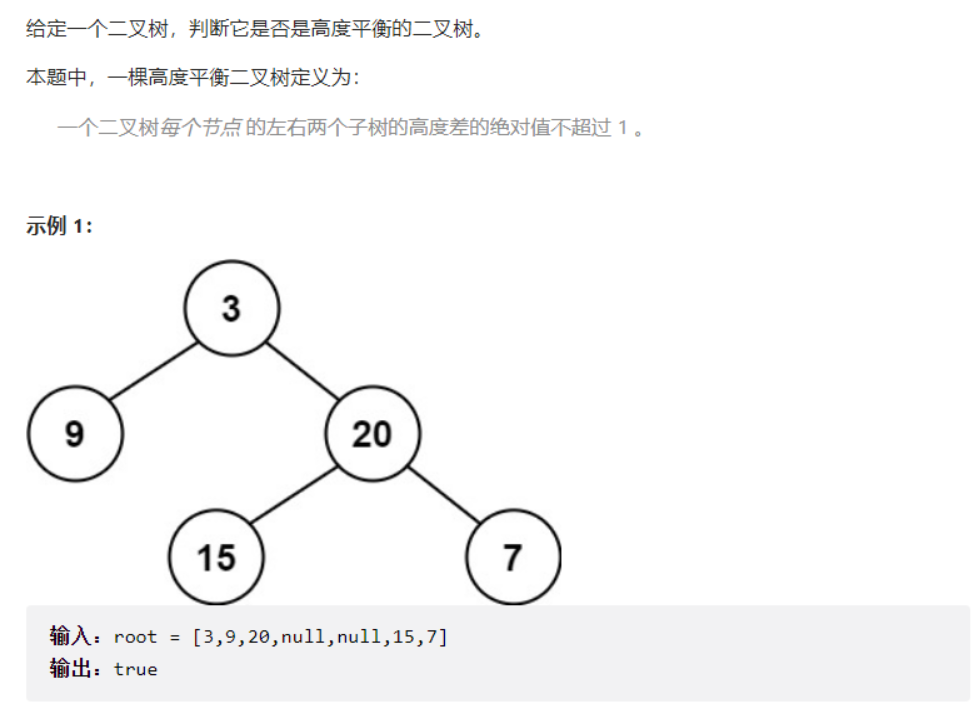 给定一个二叉树，判断它是否是高度平衡的二叉树。
本题中，一棵高度平衡二叉树定义为：
一个二叉树每个节点 的左右两个子树的高度差的绝对值不超过 1 。
示例 1：
3
9
20
15
7
输入：root = [3,9,20,null,null,15,7]
输出：true